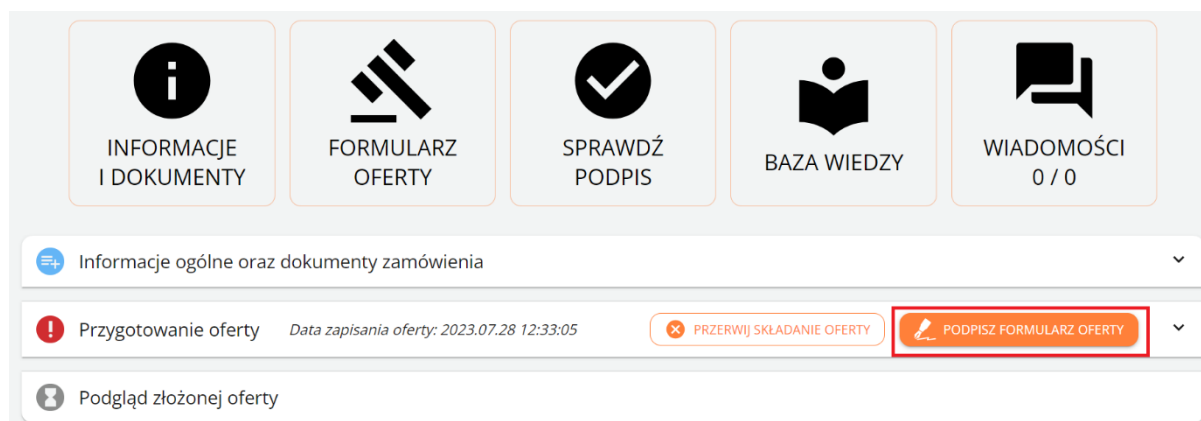 INFORMACJE
I DOKUMENTY
FORMULARZ
OFERTY
SPRAWDŹ
PODPIS
BAZA WIEDZY
WIADOMOŚCI
0 / 0
Informacje ogólne oraz dokumenty zamówienia
Przygotowanie oferty Data zapisania oferty: 2023.07.28 12:33:05 PRZERWIJ SKŁADANIE OFERTY PODPISZ FORMULARZ OFERTY
Podgląd złożonej oferty